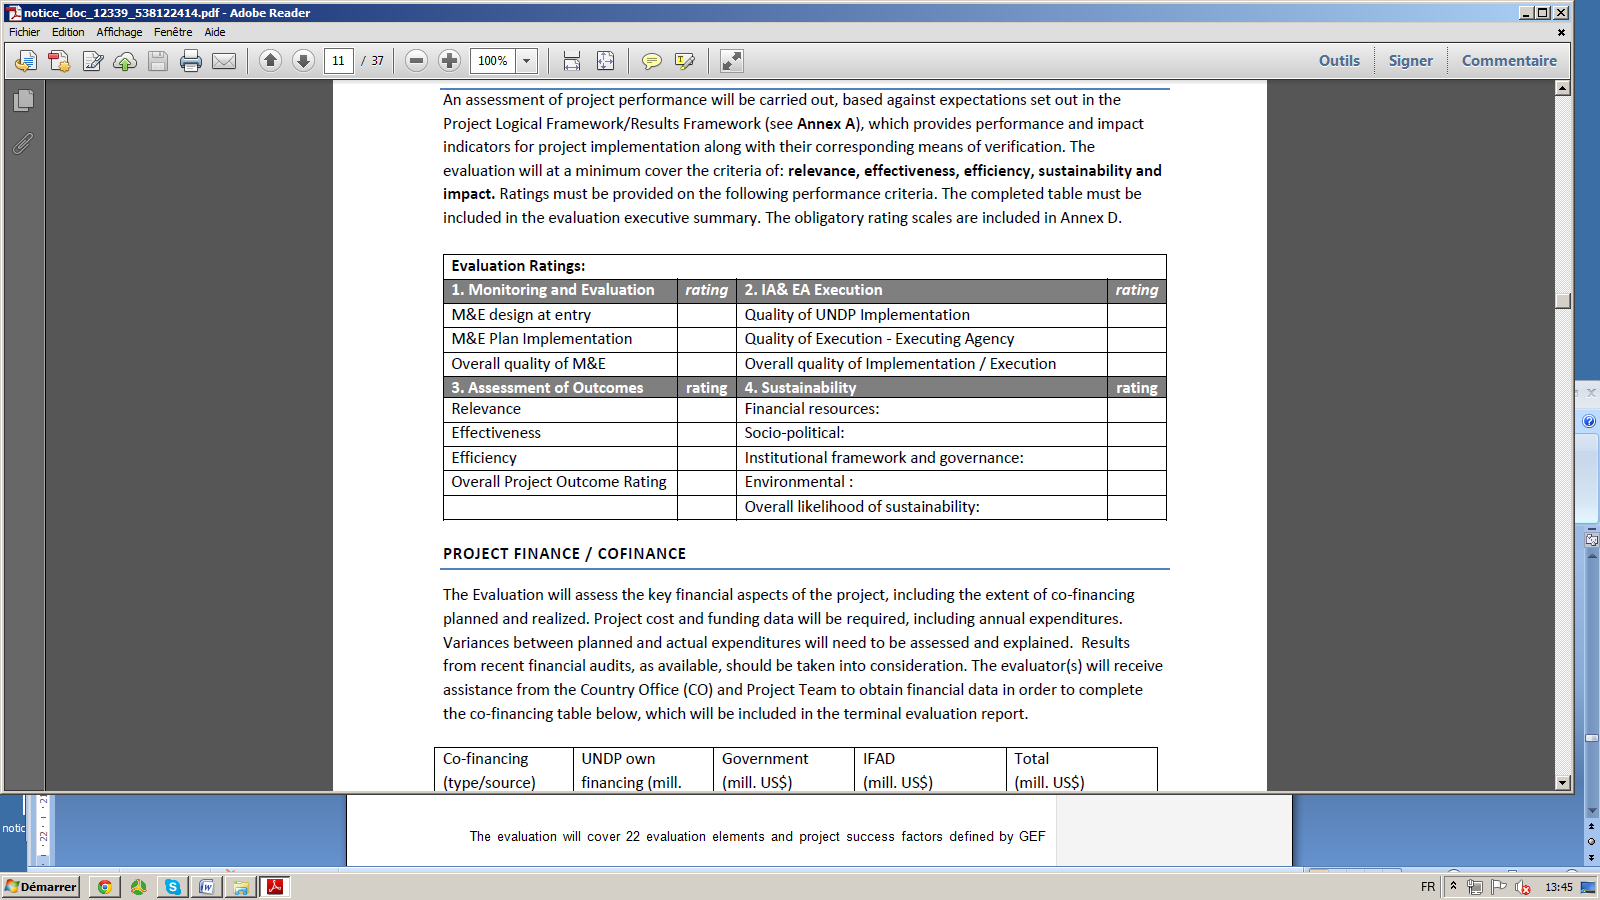 notice_doc_12339_538122414.pdf - Adobe Reader
Fichier Edition Affichage Fenêtre Aide
11 / 37 100% Outils Signer Commentaire
An assessment of project performance will be carried out, based against expectations set out in the
Project Logical Framework/Results Framework (see Annex A), which provides performance and impact
indicators for project implementation along with their corresponding means of verification. The
evaluation will at a minimum cover the criteria of: relevance, effectiveness, efficiency, sustainability and
impact. Ratings must be provided on the following performance criteria. The completed table must be
included in the evaluation executive summary. The obligatory rating scales are included in Annex D.
Evaluation Ratings:
1. Monitoring and Evaluation rating 2. IA& EA Execution rating
M&E design at entry Quality of UNDP Implementation
M&E Plan Implementation Quality of Execution - Executing Agency
Overall quality of M&E Overall quality of Implementation / Execution
3. Assessment of Outcomes rating 4. Sustainability rating
Relevance Financial resources:
Effectiveness Socio-political:
Efficiency Institutional framework and governance:
Overall Project Outcome Rating Environmental :
Overall likelihood of sustainability:
PROJECT FINANCE / COFINANCE
The Evaluation will assess the key financial aspects of the project, including the extent of co-financing
planned and realized. Project cost and funding data will be required, including annual expenditures.
Variances between planned and actual expenditures will need to be assessed and explained. Results
from recent financial audits, as available, should be taken into consideration. The evaluator(s) will receive
assistance from the Country Office (CO) and Project Team to obtain financial data in order to complete
the co-financing table below, which will be included in the terminal evaluation report.
Co-financing UNDP own Government IFAD Total
(type/source) financing (mill. (mill. US$) (mill. US$) (mill. US$)
notic
The evaluation will cover 22 evaluation elements and project success factors defined by GEF
Démarrer FR 13:45